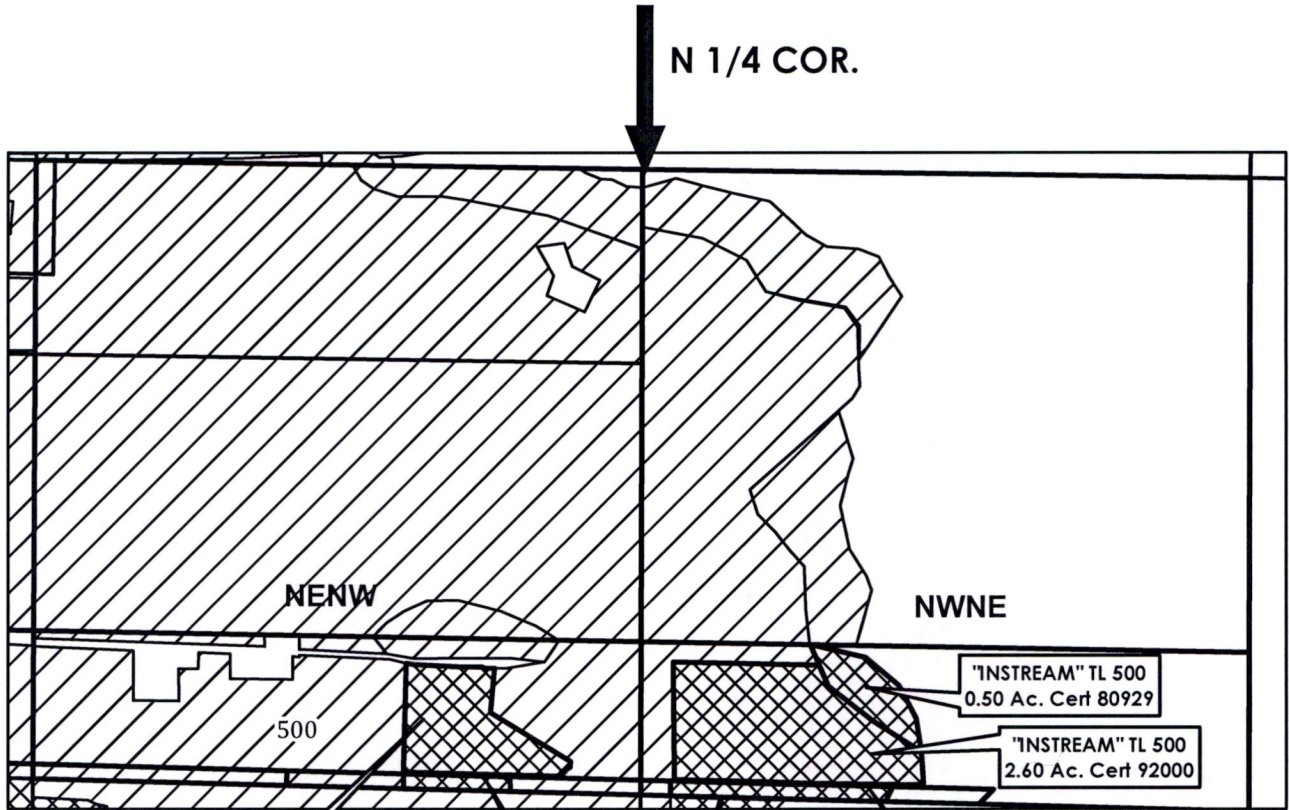 N 1/4 COR.
NENW
NWNE
"INSTREAM" TL 500
0.50 Ac. Cert 80929
500
"INSTREAM" TL 500
2.60 Ac. Cert 92000